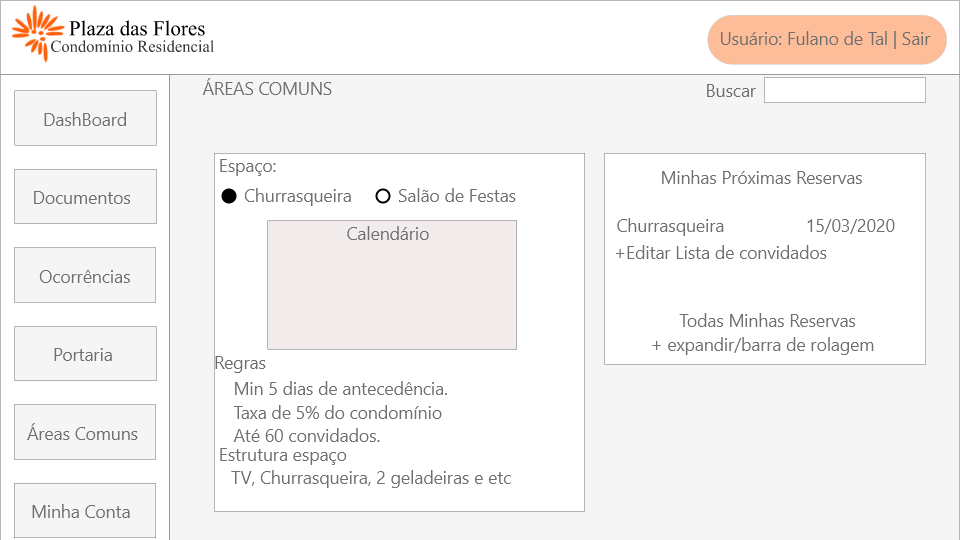 Plaza das Flores
Condomínio Residencial
Usuário: Fulano de Tal | Sair
DashBoard
Documentos
Ocorrências
Portaria
Áreas Comuns
Minha Conta
ÁREAS COMUNS
Buscar
Espaço:
Churrasqueira
Salão de Festas
Calendário
Regras
Min 5 dias de antecedência.
Taxa de 5% do condomínio
Até 60 convidados.
Estrutura espaço
TV, Churrasqueira, 2 geladeiras e etc
Minhas Próximas Reservas
Churrasqueira 15/03/2020
+Editar Lista de convidados
Todas Minhas Reservas
+ expandir/barra de rolagem